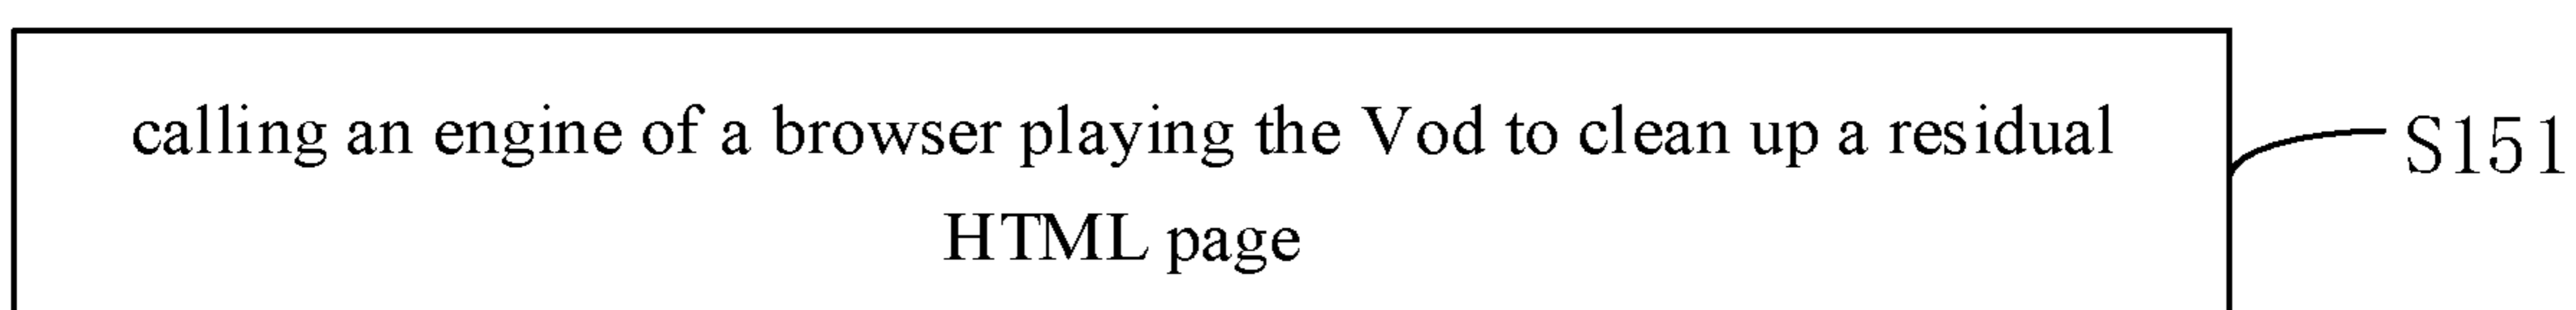 calling an engine of a browser playing the Vod to clean up a residual
HTML page
S151